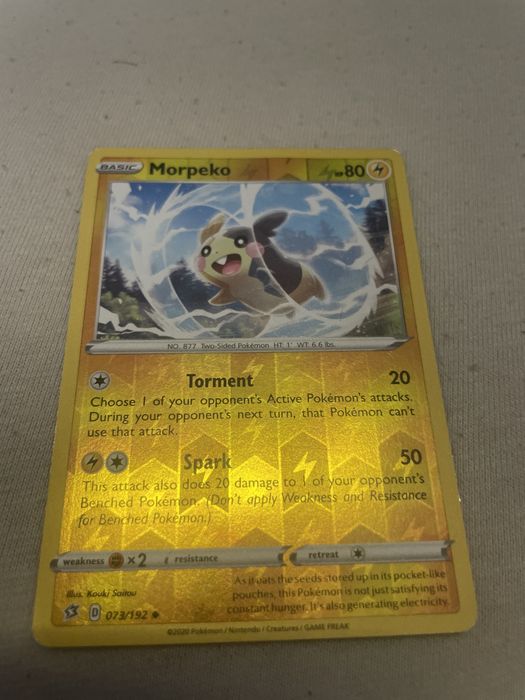 BASIC Morpeko HP80
NO. 877 Two-Sided Pokémon HT: 1' WT: 6.6 lbs.
Torment 20
Choose 1 of your opponent's Active Pokémon's attacks.
During your opponent's next turn, that Pokémon can't
use that attack.
Spark 50
This attack also does 20 damage to 1 of your opponent's
Benched Pokémon. (Don't apply Weakness and Resistance
for Benched Pokémon.)
weakness ×2 resistance retreat
Illus. Kouki Saitou
As it eats the seeds stored up in its pocket-like
pouches, this Pokémon is not just satisfying its
constant hunger. It's also generating electricity.
D 073/192
©2020 Pokémon / Nintendo / Creatures / GAME FREAK